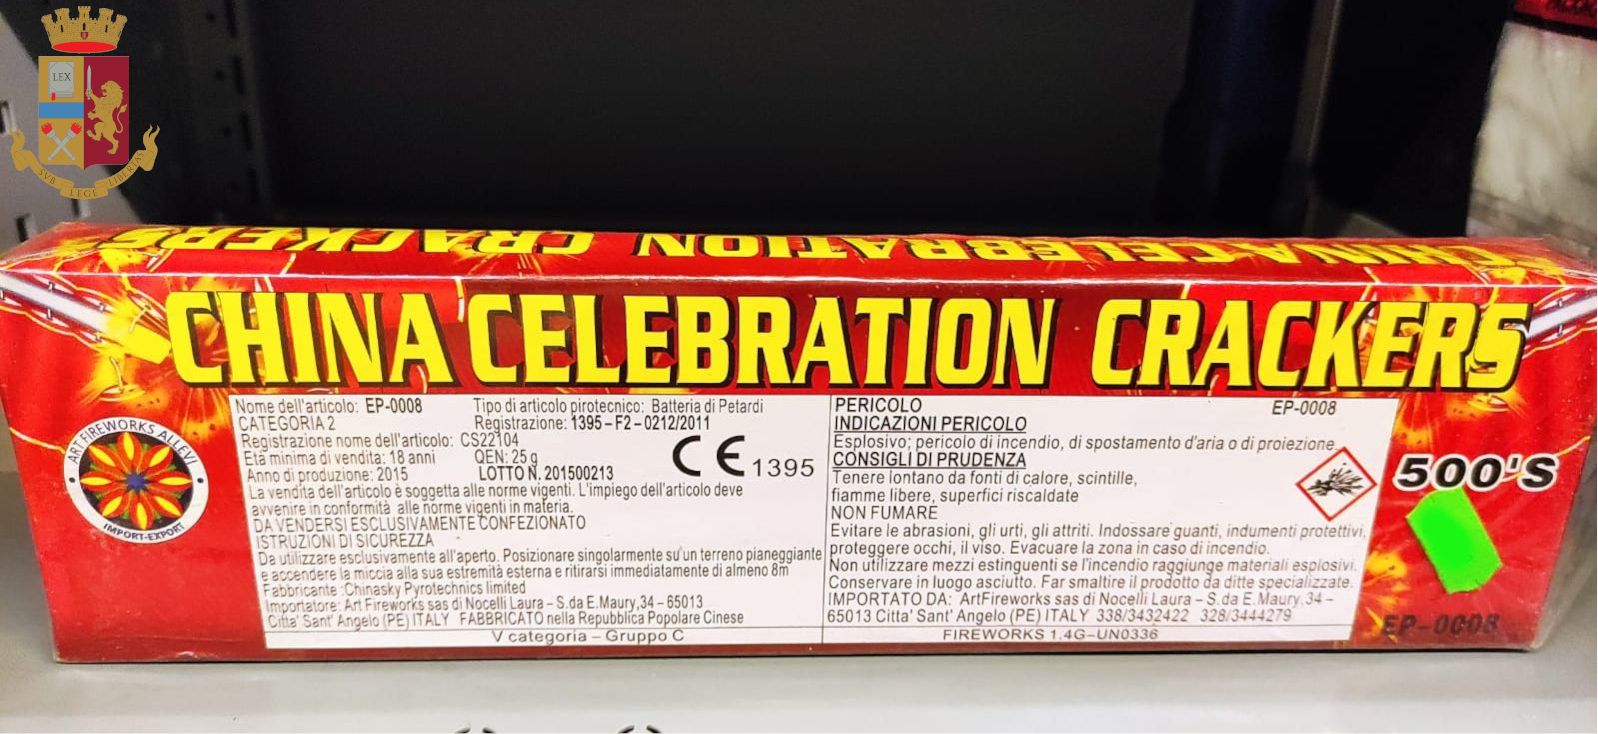 LEX
SVB LEGE LIBERTAS
CHINA CELEBRATION CRACKERS
CHINA CELEBRATION CRACKERS
ART FIREWORKS ALLEVI
IMPORT-EXPORT
Nome dell'articolo: EP-0008 Tipo di articolo pirotecnico: Batteria di Petardi
CATEGORIA 2 Registrazione: 1395-F2-0212/2011
Registrazione nome dell'articolo: CS22104
Età minima di vendita: 18 anni QEN: 25 g
Anno di produzione: 2015 LOTTO N. 201500213
CE 1395
La vendita dell'articolo è soggetta alle norme vigenti. L'impiego dell'articolo deve
avvenire in conformità alle norme vigenti in materia.
DA VENDERSI ESCLUSIVAMENTE CONFEZIONATO
ISTRUZIONI DI SICUREZZA
Da utilizzare esclusivamente all'aperto. Posizionare singolarmente su'un terreno pianeggiante
e accendere la miccia alla sua estremità esterna e ritirarsi immediatamente di almeno 8m
Fabbricante :Chinasky Pyrotechnics limited
Importatore: Art Fireworks sas di Nocelli Laura - S.da E.Maury,34 - 65013
Citta' Sant' Angelo (PE) ITALY FABBRICATO nella Repubblica Popolare Cinese
V categoria - Gruppo C
PERICOLO EP-0008
INDICAZIONI PERICOLO
Esplosivo; pericolo di incendio, di spostamento d'aria o di proiezione.
CONSIGLI DI PRUDENZA
Tenere lontano da fonti di calore, scintille,
fiamme libere, superfici riscaldate
NON FUMARE
Evitare le abrasioni, gli urti, gli attriti. Indossare guanti, indumenti protettivi,
proteggere occhi, il viso. Evacuare la zona in caso di incendio.
Non utilizzare mezzi estinguenti se l'incendio raggiunge materiali esplosivi.
Conservare in luogo asciutto. Far smaltire il prodotto da ditte specializzate.
IMPORTATO DA: ArtFireworks sas di Nocelli Laura - S.da E.Maury,34 -
65013 Citta' Sant' Angelo (PE) ITALY 338/3432422 328/3444279
FIREWORKS 1.4G-UN0336
500'S
EP-0008